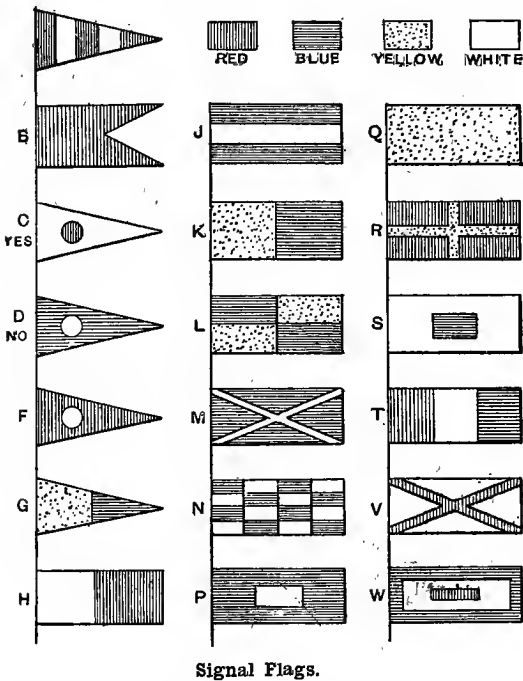 RED BLUE YELLOW WHITE
B J Q
C YES K R
D NO L S
F M T
G N V
H P W
Signal Flags.